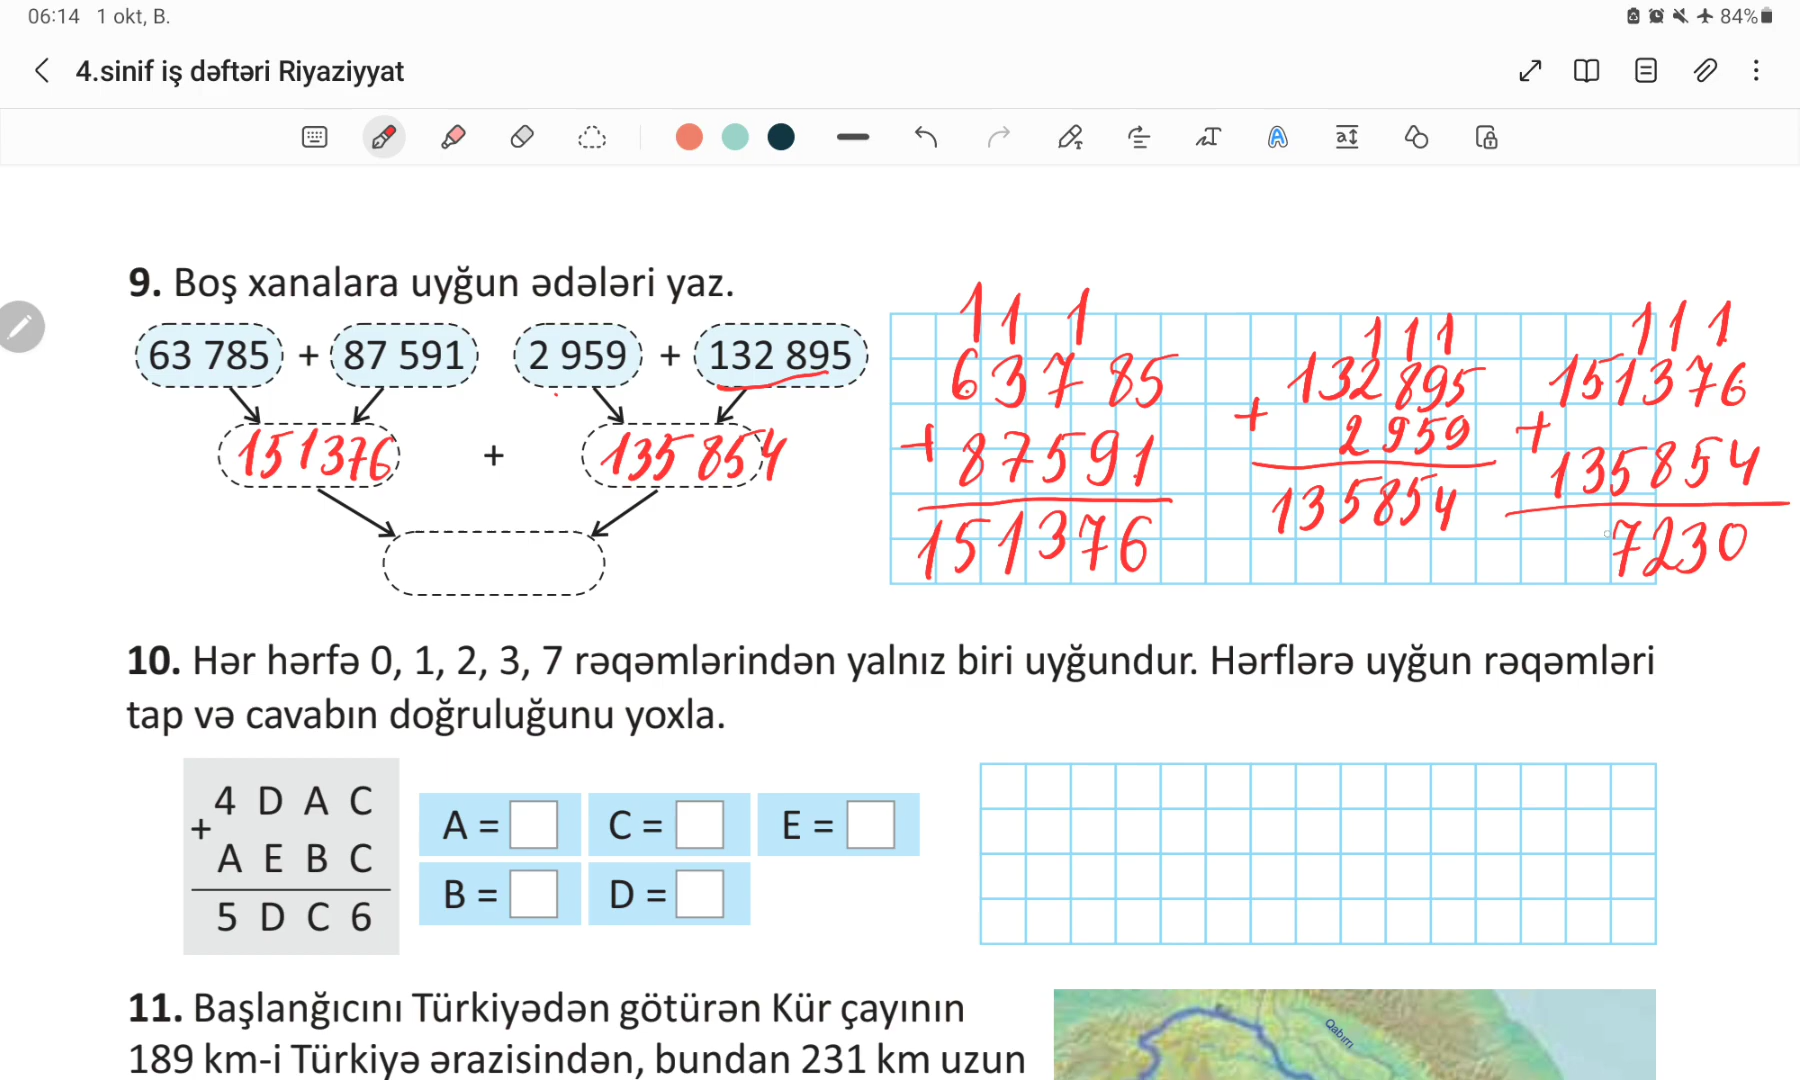 06:14 1 okt, B.
84%
4.sinif iş dəftəri Riyaziyyat
9. Boş xanalara uyğun ədələri yaz.
63 785 + 87 591 2 959 + 132 895
151376 + 135 854
1 1 1
63785
+ 87591
151376
1 1 1
132895
+ 2959
135854
1 1 1
151376
+ 135854
7230
10. Hər hərfə 0, 1, 2, 3, 7 rəqəmlərindən yalnız biri uyğundur. Hərflərə uyğun rəqəmləri
tap və cavabın doğruluğunu yoxla.
4 D A C
+
A E B C
5 D C 6
A = C = E =
B = D =
11. Başlanğıcını Türkiyədən götürən Kür çayının
189 km-i Türkiyə ərazisindən, bundan 231 km uzun
Qabırrı